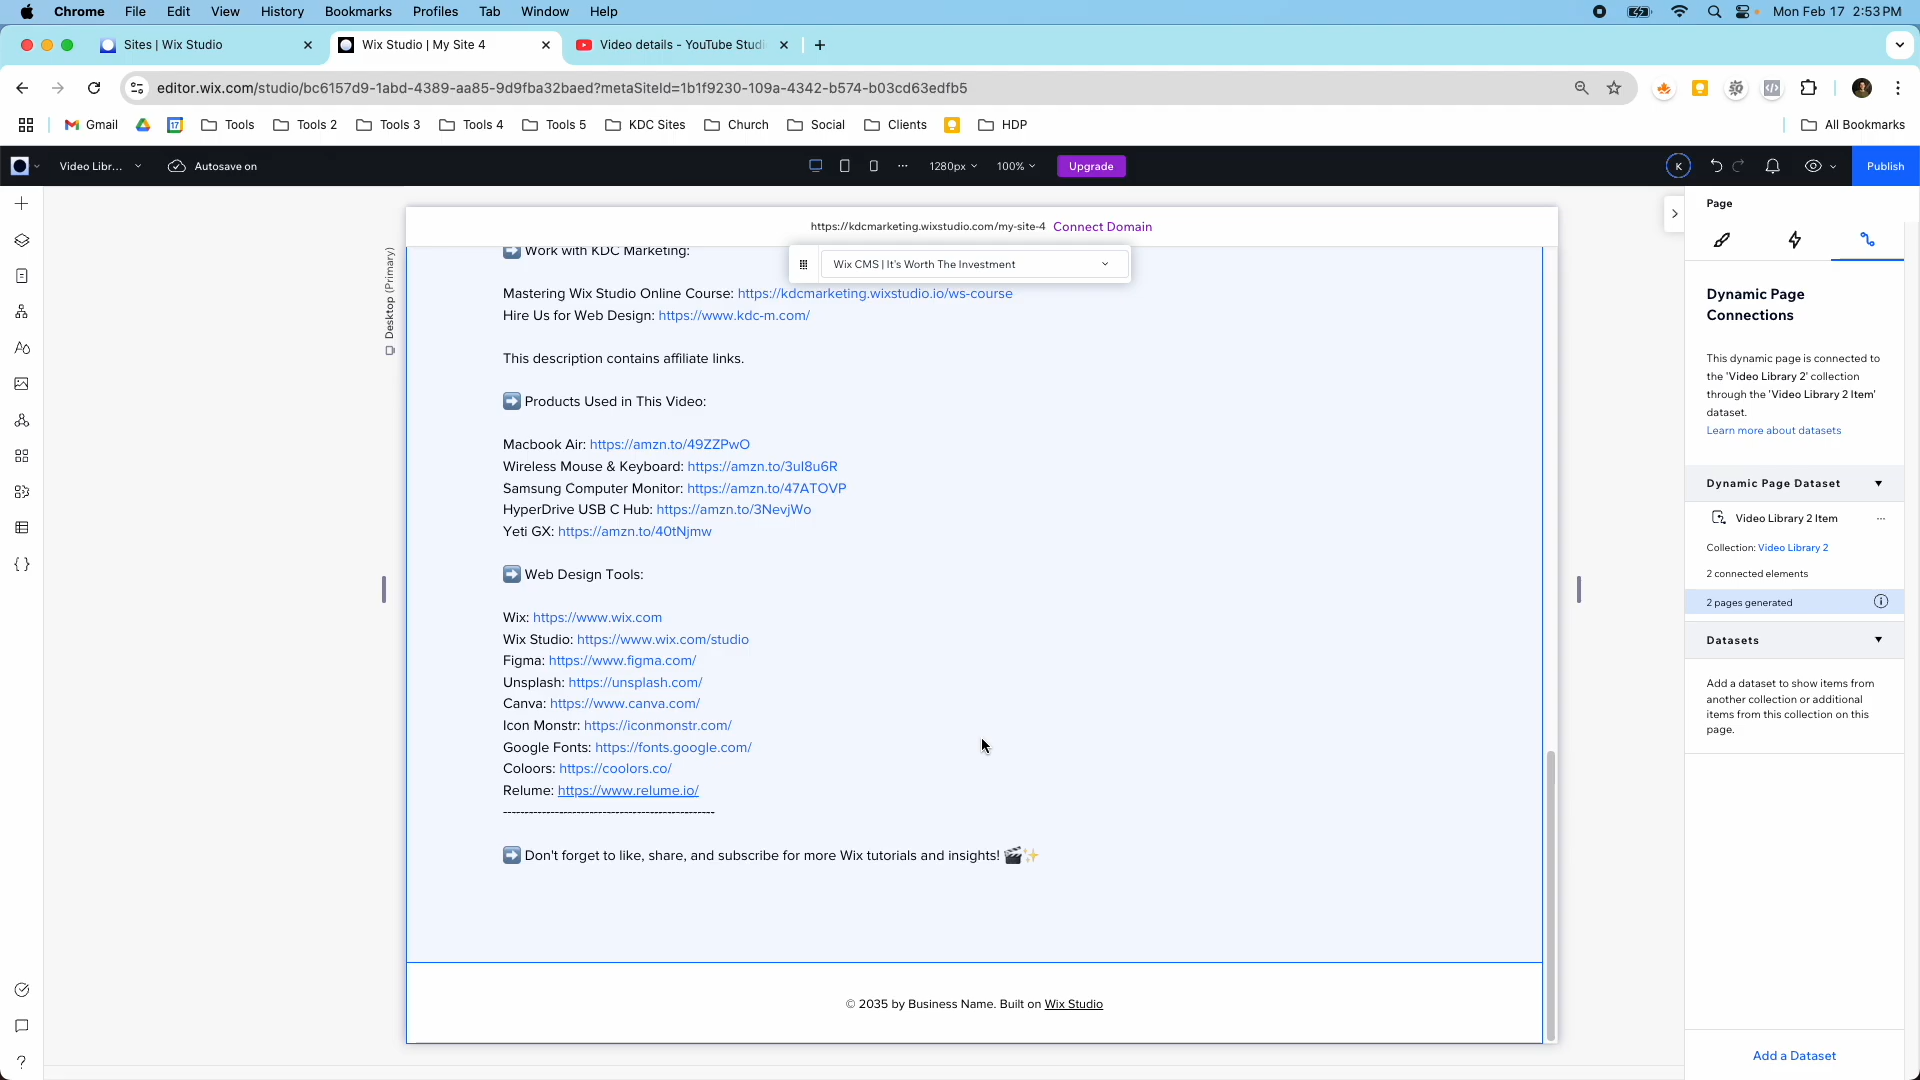 Chrome File Edit View History Bookmarks Profiles Tab Window Help
Mon Feb 17 2:53 PM
Sites | Wix Studio
Wix Studio | My Site 4
Video details - YouTube Studi
editor.wix.com/studio/bc6157d9-1abd-4389-aa85-9d9fba32baed?metaSiteId=1b1f9230-109a-4342-b574-b03cd63edfb5
Gmail
17
Tools
Tools 2
Tools 3
Tools 4
Tools 5
KDC Sites
Church
Social
Clients
HDP
All Bookmarks
Video Libr...
Autosave on
1280px
100%
Upgrade
K
Publish
https://kdcmarketing.wixstudio.com/my-site-4 Connect Domain
Wix CMS | It's Worth The Investment
Desktop (Primary)
Work with KDC Marketing:
Mastering Wix Studio Online Course: https://kdcmarketing.wixstudio.io/ws-course
Hire Us for Web Design: https://www.kdc-m.com/
This description contains affiliate links.
➡️ Products Used in This Video:
Macbook Air: https://amzn.to/49ZZPwO
Wireless Mouse & Keyboard: https://amzn.to/3ul8u6R
Samsung Computer Monitor: https://amzn.to/47ATOVP
HyperDrive USB C Hub: https://amzn.to/3NevjWo
Yeti GX: https://amzn.to/40tNjmw
➡️ Web Design Tools:
Wix: https://www.wix.com
Wix Studio: https://www.wix.com/studio
Figma: https://www.figma.com/
Unsplash: https://unsplash.com/
Canva: https://www.canva.com/
Icon Monstr: https://iconmonstr.com/
Google Fonts: https://fonts.google.com/
Coloors: https://coolors.co/
Relume: https://www.relume.io/
-------------------------------------------------
➡️ Don't forget to like, share, and subscribe for more Wix tutorials and insights! 🎬✨
© 2035 by Business Name. Built on Wix Studio
Page
Dynamic Page
Connections
This dynamic page is connected to
the 'Video Library 2' collection
through the 'Video Library 2 Item'
dataset.
Learn more about datasets
Dynamic Page Dataset
Video Library 2 Item
Collection: Video Library 2
2 connected elements
2 pages generated
Datasets
Add a dataset to show items from
another collection or additional
items from this collection on this
page.
Add a Dataset